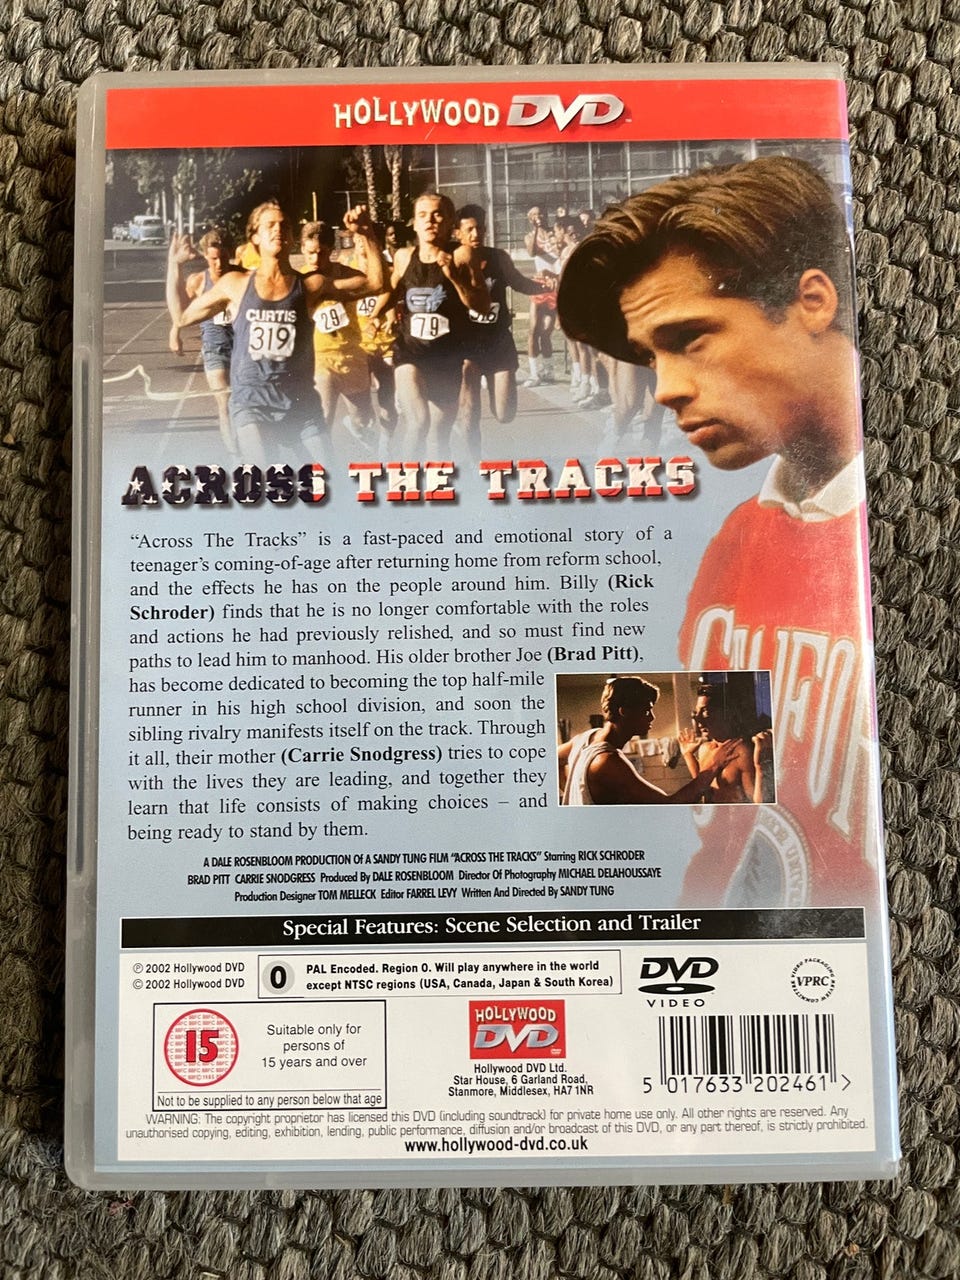 HOLLYWOOD DVD
CURTIS
319
29
49
79
ACROSS THE TRACKS
“Across The Tracks” is a fast-paced and emotional story of a
teenager’s coming-of-age after returning home from reform school,
and the effects he has on the people around him. Billy (Rick
Schroder) finds that he is no longer comfortable with the roles
and actions he had previously relished, and so must find new
paths to lead him to manhood. His older brother Joe (Brad Pitt),
has become dedicated to becoming the top half-mile
runner in his high school division, and soon the
sibling rivalry manifests itself on the track. Through
it all, their mother (Carrie Snodgress) tries to cope
with the lives they are leading, and together they
learn that life consists of making choices – and
being ready to stand by them.
A DALE ROSENBLOOM PRODUCTION OF A SANDY TUNG FILM “ACROSS THE TRACKS” Starring RICK SCHRODER
BRAD PITT CARRIE SNODGRESS Produced By DALE ROSENBLOOM Director Of Photography MICHAEL DELAHOUSSAYE
Production Designer TOM MELLECK Editor FARREL LEVY Written And Directed By SANDY TUNG
Special Features: Scene Selection and Trailer
℗ 2002 Hollywood DVD
© 2002 Hollywood DVD
0
PAL Encoded. Region 0. Will play anywhere in the world
except NTSC regions (USA, Canada, Japan & South Korea)
DVD
VIDEO
VIDEO PACKAGING REVIEW COMMITTEE
VPRC
15
Suitable only for
persons of
15 years and over
Not to be supplied to any person below that age
HOLLYWOOD
DVD
Hollywood DVD Ltd.
Star House, 6 Garland Road,
Stanmore, Middlesex, HA7 1NR
5 017633 202461 >
WARNING: The copyright proprietor has licensed this DVD (including soundtrack) for private home use only. All other rights are reserved. Any
unauthorised copying, editing, exhibition, lending, public performance, diffusion and/or broadcast of this DVD, or any part thereof, is strictly prohibited.
www.hollywood-dvd.co.uk